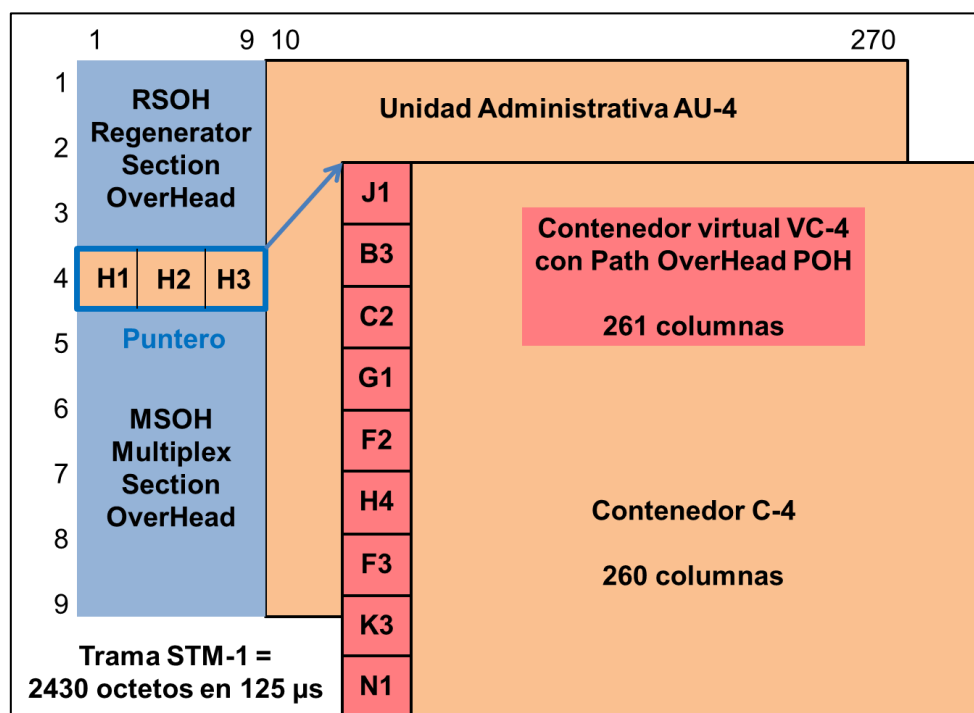 1 9 10 270
1
RSOH
Regenerator
Section
OverHead
Unidad Administrativa AU-4
2
3
J1
Contenedor virtual VC-4
con Path OverHead POH
261 columnas
B3
4
H1 H2 H3
C2
5
Puntero
G1
6
MSOH
Multiplex
Section
OverHead
F2
7
H4
Contenedor C-4
260 columnas
8
F3
9
K3
Trama STM-1 =
2430 octetos en 125 µs
N1